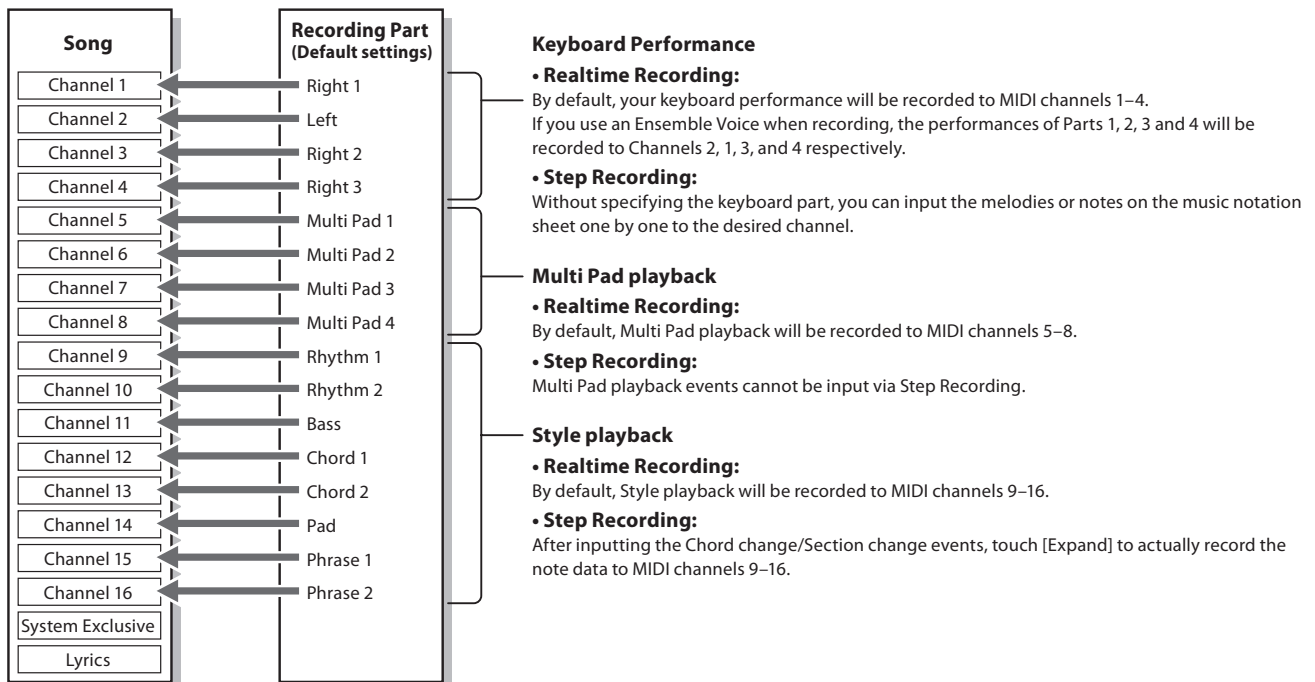 Song
Channel 1
Channel 2
Channel 3
Channel 4
Channel 5
Channel 6
Channel 7
Channel 8
Channel 9
Channel 10
Channel 11
Channel 12
Channel 13
Channel 14
Channel 15
Channel 16
System Exclusive
Lyrics
Recording Part
(Default settings)
Right 1
Left
Right 2
Right 3
Multi Pad 1
Multi Pad 2
Multi Pad 3
Multi Pad 4
Rhythm 1
Rhythm 2
Bass
Chord 1
Chord 2
Pad
Phrase 1
Phrase 2
Keyboard Performance
• Realtime Recording:
By default, your keyboard performance will be recorded to MIDI channels 1–4.
If you use an Ensemble Voice when recording, the performances of Parts 1, 2, 3 and 4 will be
recorded to Channels 2, 1, 3, and 4 respectively.
• Step Recording:
Without specifying the keyboard part, you can input the melodies or notes on the music notation
sheet one by one to the desired channel.
Multi Pad playback
• Realtime Recording:
By default, Multi Pad playback will be recorded to MIDI channels 5–8.
• Step Recording:
Multi Pad playback events cannot be input via Step Recording.
Style playback
• Realtime Recording:
By default, Style playback will be recorded to MIDI channels 9–16.
• Step Recording:
After inputting the Chord change/Section change events, touch [Expand] to actually record the
note data to MIDI channels 9–16.